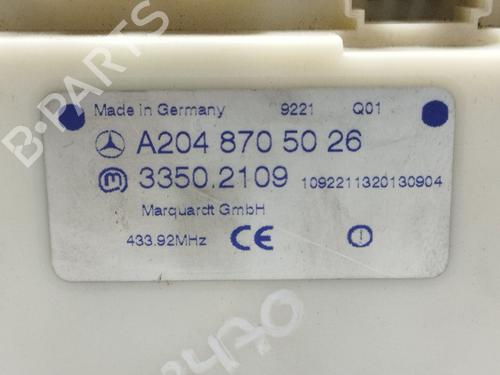 Made in Germany 9221 Q01
A204 870 50 26
3350.2109 1092211320130904
Marquardt GmbH
433.92MHz CE
B-PARTS